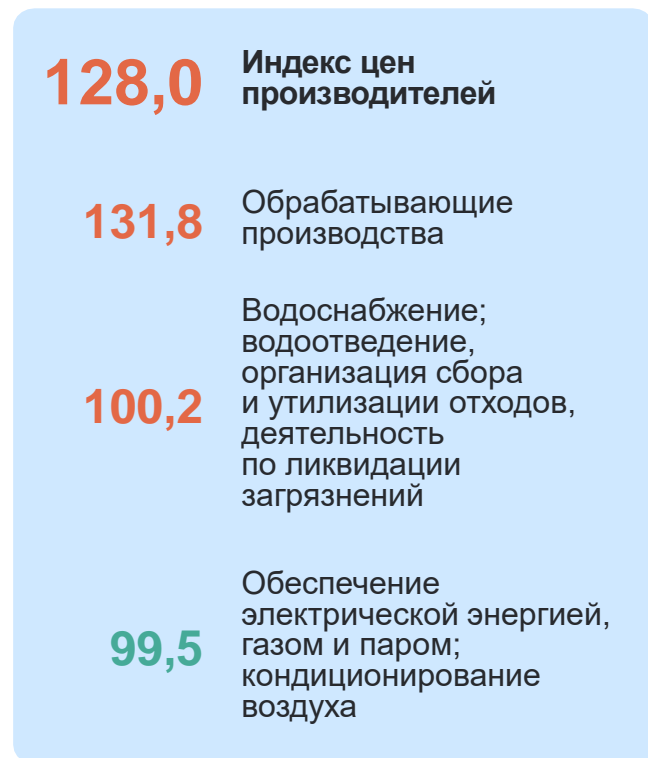 128,0
Индекс цен
производителей
131,8
Обрабатывающие
производства
100,2
Водоснабжение;
водоотведение,
организация сбора
и утилизации отходов,
деятельность
по ликвидации
загрязнений
99,5
Обеспечение
электрической энергией,
газом и паром;
кондиционирование
воздуха